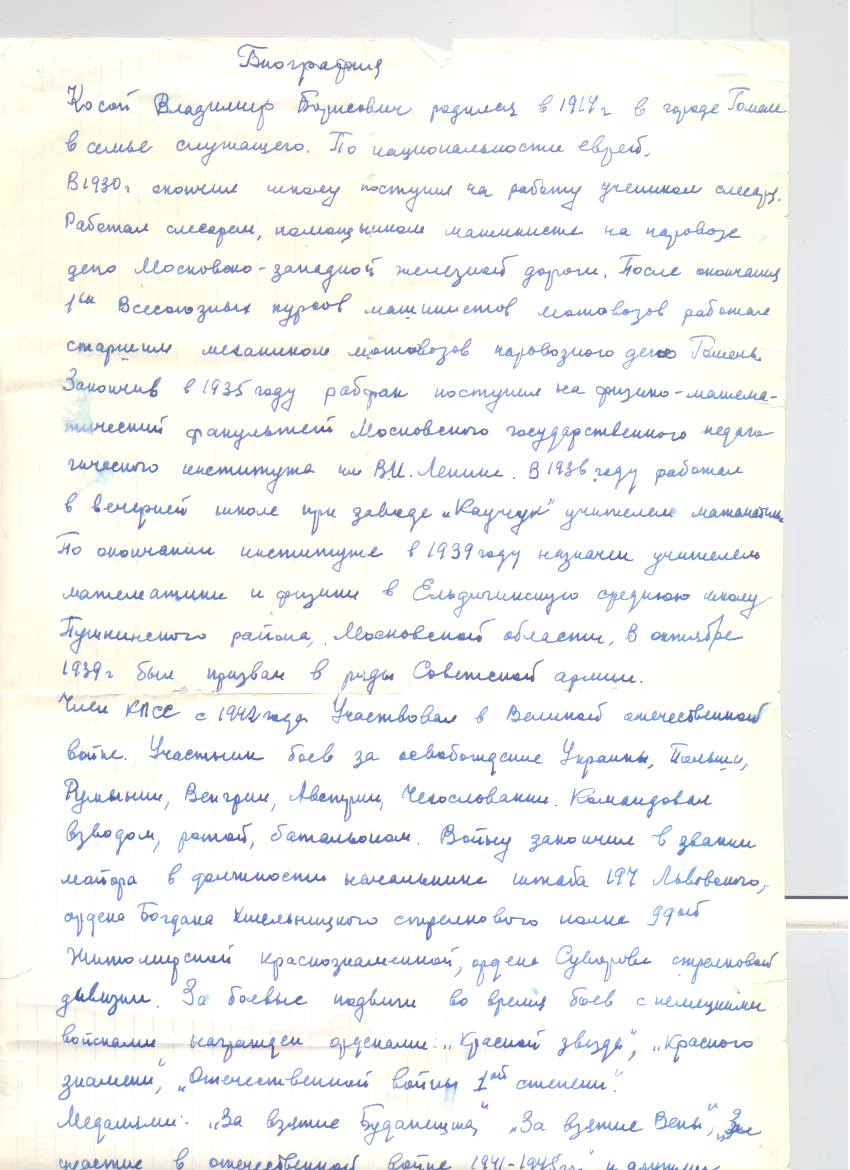 Биография
Косой Владимир Борисович родился в 1917г в городе Гомеле
в семье служащего. По национальности еврей.
В 1930г окончил школу поступил на работу учеником слесаря.
Работал слесарем, помощником машиниста на паровозе
депо Московско-западной железной дороги. После окончания
1ых Всесоюзных курсов машинистов мотовозов работал
старшим механиком мотовозов паровозного депо Гомель.
Закончив в 1935 году рабфак поступил на физико-матема-
тический факультет Московского государственного педаго
гического института им В.И. Ленина. В 1936 году работал
в вечерней школе при заводе „Каучук" учителем математики
По окончании института в 1939 году назначен учителем
математики и физики в Ельдигинскую среднюю школу
Пушкинского района, Московской области. В октябре
1939г был призван в ряды Советской армии.
Член КПСС с 1942 года. Участвовал в Великой отечественной
войне. Участник боев за освобождение Украины, Польши,
Румынии, Венгрии, Австрии, Чехословакии. Командовал
взводом, ротой, батальоном. Войну закончил в звании
майора в должности начальника штаба 197 Львовского,
ордена Богдана Хмельницкого стрелкового полка 99ой
Житомирской краснознаменной, ордена Суворова стрелковой
дивизии. За боевые подвиги во время боев с немецкими
войсками награжден орденами: „Красной звезды", „Красного
знамени", „Отечественной войны 1ой степени".
Медалями: „За взятие Будапешта" „За взятие Вены", „За
участие в отечественной войне 1941-1945гг" и другими